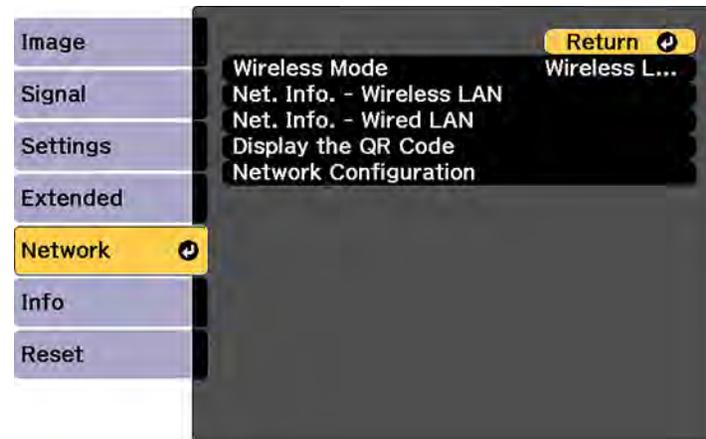 Image
Signal
Settings
Extended
Network
Info
Reset
Return
Wireless Mode Wireless L...
Net. Info. - Wireless LAN
Net. Info. - Wired LAN
Display the QR Code
Network Configuration